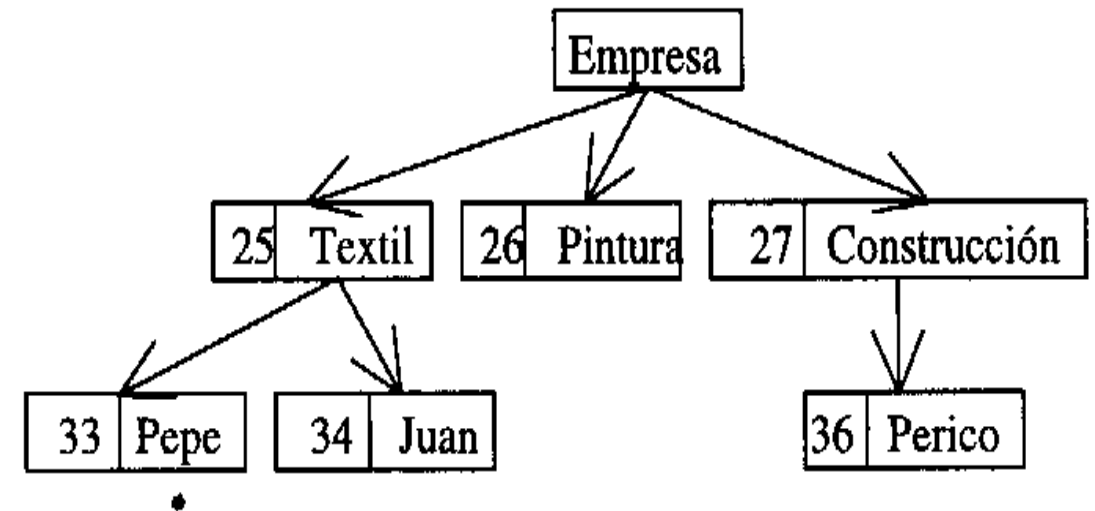 Empresa
25 Textil
26 Pintura
27 Construcción
33 Pepe
34 Juan
36 Perico